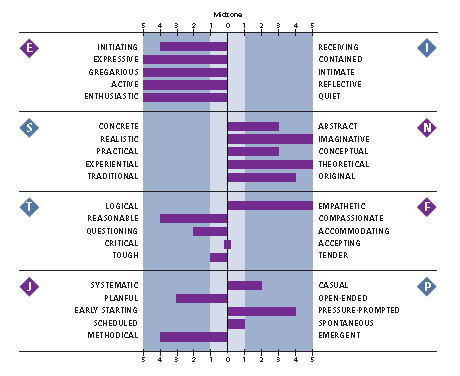 Midzone
5 4 3 2 1 0 1 2 3 4 5
E INITIATING RECEIVING I
EXPRESSIVE CONTAINED
GREGARIOUS INTIMATE
ACTIVE REFLECTIVE
ENTHUSIASTIC QUIET
S CONCRETE ABSTRACT N
REALISTIC IMAGINATIVE
PRACTICAL CONCEPTUAL
EXPERIENTIAL THEORETICAL
TRADITIONAL ORIGINAL
T LOGICAL EMPATHETIC F
REASONABLE COMPASSIONATE
QUESTIONING ACCOMMODATING
CRITICAL ACCEPTING
TOUGH TENDER
J SYSTEMATIC CASUAL P
PLANFUL OPEN-ENDED
EARLY STARTING PRESSURE-PROMPTED
SCHEDULED SPONTANEOUS
METHODICAL EMERGENT
5 4 3 2 1 0 1 2 3 4 5